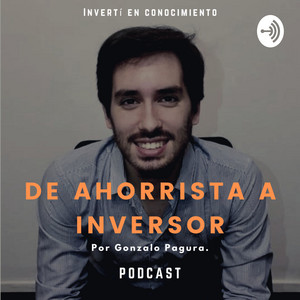 Invertí en conocimiento
DE AHORRISTA A
INVERSOR
Por Gonzalo Pagura.
PODCAST